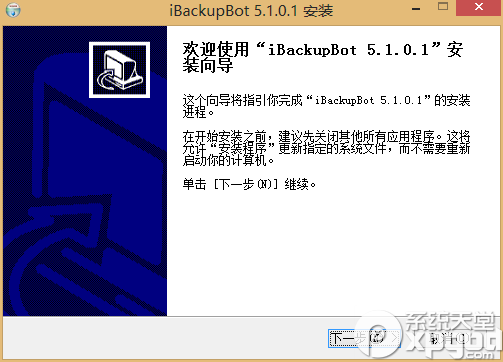 iBackupBot 5.1.0.1 安装
欢迎使用“iBackupBot 5.1.0.1”安
装向导
这个向导将指引你完成“iBackupBot 5.1.0.1”的安装
进程。
在开始安装之前，建议先关闭其他所有应用程序。这将
允许“安装程序”更新指定的系统文件，而不需要重新
启动你的计算机。
单击 [下一步(N)] 继续。
下一步(N) >
取消(C)
系统天堂
xpgod.com